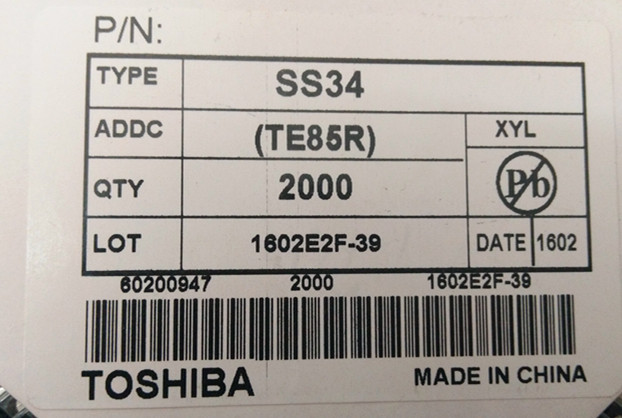 P/N:
TYPE SS34
ADDC (TE85R) XYL
QTY 2000 Pb
LOT 1602E2F-39 DATE 1602
60200947 2000 1602E2F-39
TOSHIBA MADE IN CHINA